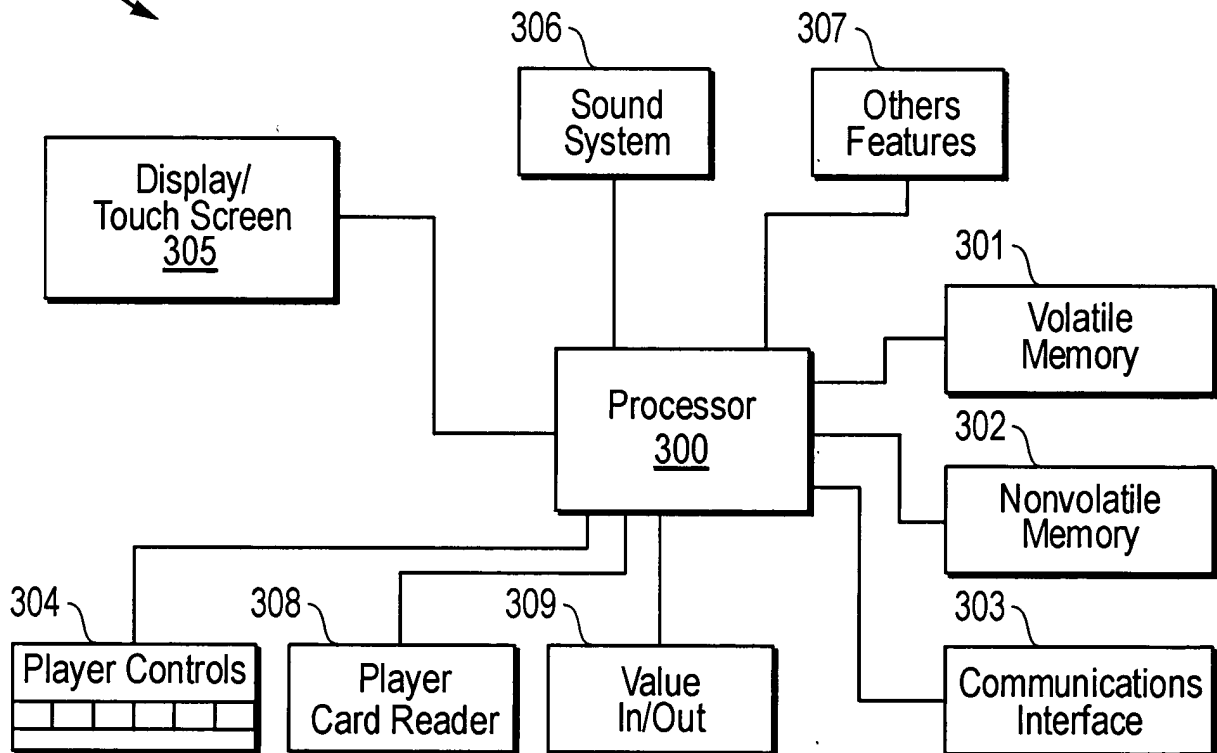 306
Sound
System
307
Others
Features
Display/
Touch Screen
305
301
Volatile
Memory
Processor
300
302
Nonvolatile
Memory
304
Player Controls
308
Player
Card Reader
309
Value
In/Out
303
Communications
Interface